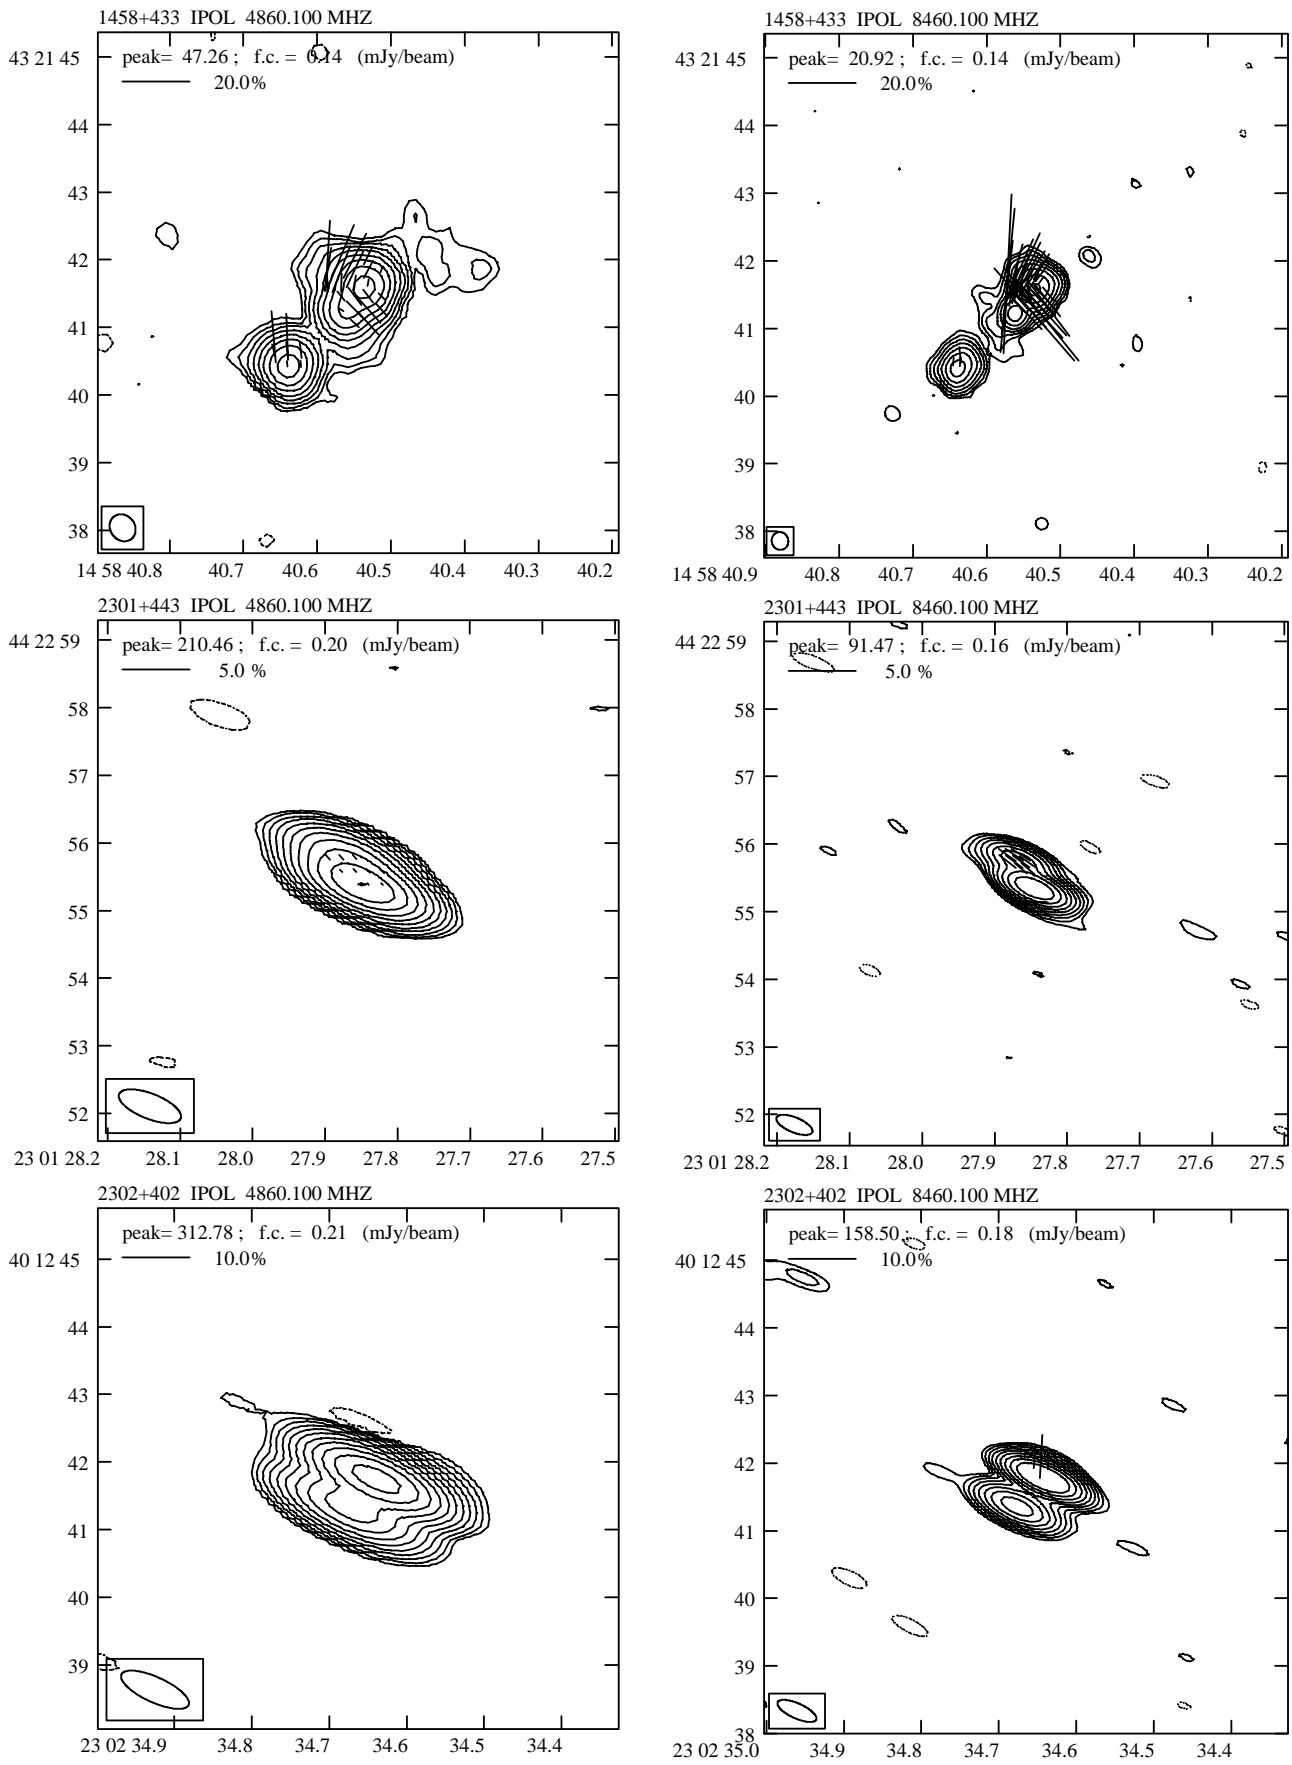 1458+433 IPOL 4860.100 MHZ
peak= 47.26 ; f.c. = 0.14 (mJy/beam)
20.0%
43 21 45
44
43
42
41
40
39
38
14 58 40.8 40.7 40.6 40.5 40.4 40.3 40.2
1458+433 IPOL 8460.100 MHZ
peak= 20.92 ; f.c. = 0.14 (mJy/beam)
20.0%
43 21 45
44
43
42
41
40
39
38
14 58 40.9 40.8 40.7 40.6 40.5 40.4 40.3 40.2
2301+443 IPOL 4860.100 MHZ
peak= 210.46 ; f.c. = 0.20 (mJy/beam)
5.0 %
44 22 59
58
57
56
55
54
53
52
23 01 28.2 28.1 28.0 27.9 27.8 27.7 27.6 27.5
2301+443 IPOL 8460.100 MHZ
peak= 91.47 ; f.c. = 0.16 (mJy/beam)
5.0 %
44 22 59
58
57
56
55
54
53
52
23 01 28.2 28.1 28.0 27.9 27.8 27.7 27.6 27.5
2302+402 IPOL 4860.100 MHZ
peak= 312.78 ; f.c. = 0.21 (mJy/beam)
10.0%
40 12 45
44
43
42
41
40
39
23 02 34.9 34.8 34.7 34.6 34.5 34.4
2302+402 IPOL 8460.100 MHZ
peak= 158.50 ; f.c. = 0.18 (mJy/beam)
10.0%
40 12 45
44
43
42
41
40
39
38
23 02 35.0 34.9 34.8 34.7 34.6 34.5 34.4